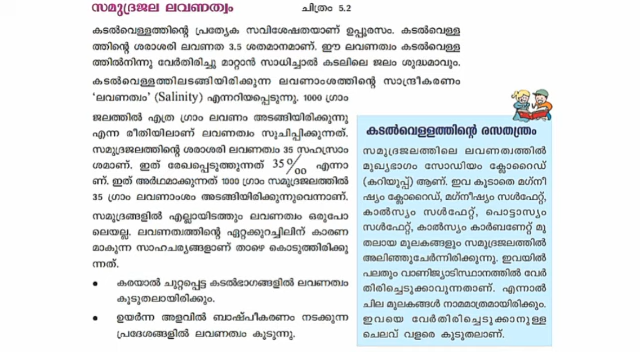 സമുദ്രജല ലവണത്വം
ചിത്രം 5.2
കടൽവെള്ളത്തിന്റെ പ്രത്യേക സവിശേഷതയാണ് ഉപ്പുരസം. കടൽവെള്ള
ത്തിന്റെ ശരാശരി ലവണത 3.5 ശതമാനമാണ്. ഈ ലവണത്വം കടൽവെള്ള
ത്തിൽനിന്നു വേർതിരിച്ചു മാറ്റാൻ സാധിച്ചാൽ കടലിലെ ജലം ശുദ്ധമാവും.
കടൽവെള്ളത്തിലടങ്ങിയിരിക്കുന്ന ലവണാംശത്തിന്റെ സാന്ദ്രീകരണം
‘ലവണത്വം’ (Salinity) എന്നറിയപ്പെടുന്നു. 1000 ഗ്രാം
ജലത്തിൽ എത്ര ഗ്രാം ലവണം അടങ്ങിയിരിക്കുന്നു
എന്ന രീതിയിലാണ് ലവണത്വം സൂചിപ്പിക്കുന്നത്.
സമുദ്രജലത്തിന്റെ ശരാശരി ലവണത്വം 35 സഹസ്രാം
ശമാണ്. ഇത് രേഖപ്പെടുത്തുന്നത് 35 0/00 എന്നാ
ണ്. ഇത് അർഥമാക്കുന്നത് 1000 ഗ്രാം സമുദ്രജലത്തിൽ
35 ഗ്രാം ലവണാംശം അടങ്ങിയിരിക്കുന്നുവെന്നാണ്.
സമുദ്രങ്ങളിൽ എല്ലായിടത്തും ലവണത്വം ഒരുപോ
ലെയല്ല. ലവണത്വത്തിന്റെ ഏറ്റക്കുറച്ചിലിന് കാരണ
മാകുന്ന സാഹചര്യങ്ങളാണ് താഴെ കൊടുത്തിരിക്കു
ന്നത്.
• കരയാൽ ചുറ്റപ്പെട്ട കടൽഭാഗങ്ങളിൽ ലവണത്വം
കൂടുതലായിരിക്കും.
• ഉയർന്ന അളവിൽ ബാഷ്പീകരണം നടക്കുന്ന
പ്രദേശങ്ങളിൽ ലവണത്വം കൂടുന്നു.
കടൽവെള്ളത്തിന്റെ രസതന്ത്രം
സമുദ്രജലത്തിലെ ലവണത്വത്തിൽ
മുഖ്യഭാഗം സോഡിയം ക്ലോറൈഡ്
(കറിയുപ്പ്) ആണ്. ഇവ കൂടാതെ മഗ്നീ
ഷ്യം ക്ലോറൈഡ്, മഗ്നീഷ്യം സൾഫേറ്റ്,
കാൽസ്യം സൾഫേറ്റ്, പൊട്ടാസ്യം
സൾഫേറ്റ്, കാൽസ്യം കാർബണേറ്റ് മു
തലായ മൂലകങ്ങളും സമുദ്രജലത്തിൽ
അലിഞ്ഞുചേർന്നിരിക്കുന്നു. ഇവയിൽ
പലതും വാണിജ്യാടിസ്ഥാനത്തിൽ വേർ
തിരിച്ചെടുക്കാവുന്നതാണ്. എന്നാൽ
ചില മൂലകങ്ങൾ നാമമാത്രമായിരിക്കും.
ഇവയെ വേർതിരിച്ചെടുക്കാനുള്ള
ചെലവ് വളരെ കൂടുതലാണ്.